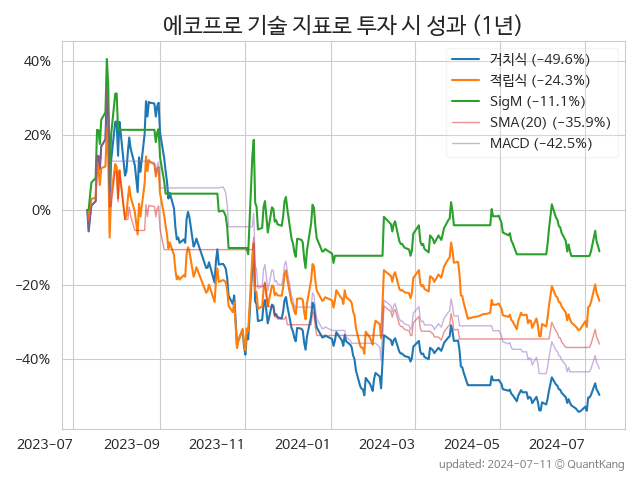 에코프로 기술 지표로 투자 시 성과 (1년)
거치식 (−49.6%)
적립식 (−24.3%)
SigM (−11.1%)
SMA(20) (−35.9%)
MACD (−42.5%)
40%
20%
0%
−20%
−40%
2023-07 2023-09 2023-11 2024-01 2024-03 2024-05 2024-07
updated: 2024-07-11 © QuantKang